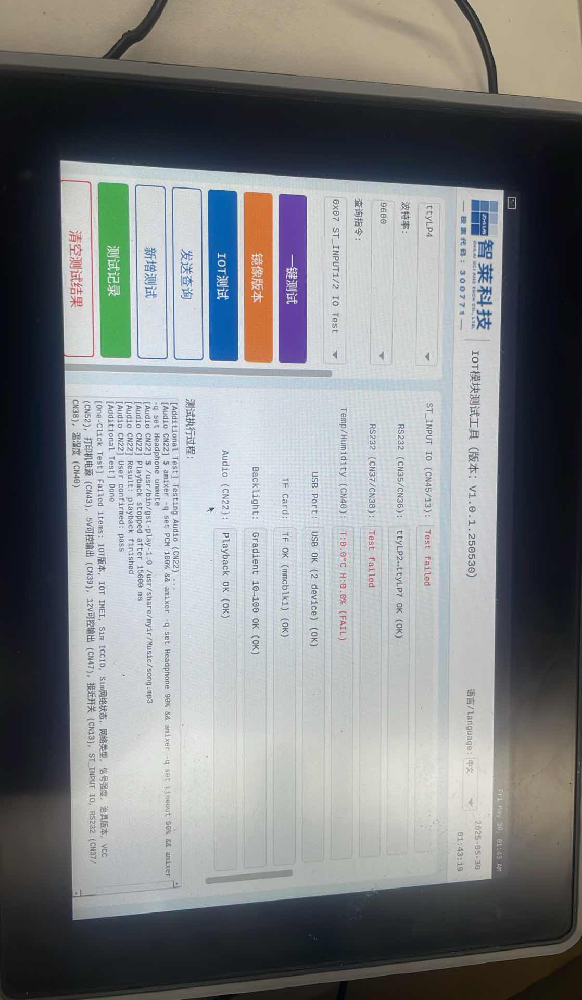 Fri May 30, 01:43 AM
ZHILAI
智莱科技
— 股票代码：300771 —
IOT模块测试工具 (版本: V1.0.1.250530)
语言/language:
中文
2025-05-30
01:43:19
ttyLP4
波特率:
9600
查询指令:
0x07 ST_INPUT1/2 IO Test
一键测试
镜像版本
IOT测试
发送查询
新增测试
测试记录
清空测试结果
ST_INPUT IO (CN45/13): Test failed
RS232 (CN35/CN36): ttyLP2↔ttyLP7 OK (OK)
RS232 (CN37/CN38): Test failed
Temp/Humidity (CN40): T:0.0°C H:0.0% (FAIL)
USB Port: USB OK (2 device) (OK)
TF Card: TF OK (mmcblk1) (OK)
Backlight: Gradient 10→100 OK (OK)
Audio (CN22): Playback OK (OK)
测试执行过程:
[Additional Test] Testing Audio (CN22) ...
[Audio CN22] $ amixer -q set PCM 100% && amixer -q set Headphone 90% && amixer -q set Lineout 90% && amixer
-q set Headphone unmute
[Audio CN22] $ /usr/bin/gst-play-1.0 /usr/share/myir/Music/song.mp3
[Audio CN22] Playback stopped after 15000 ms
[Audio CN22] Result: playback finished
[Audio CN22] User confirmed: pass
[Additional Test] Done
[One-Click Test] Failed items: IOT版本, IOT IMEI, Sim ICCID, Sim网络状态, 网络类型, 信号强度, 治具版本, VCC
(CN52), 打印机电源 (CN43), 5V可控输出 (CN39), 12V可控输出 (CN47), 接近开关 (CN13), ST_INPUT IO, RS232 (CN37/
CN38), 温湿度 (CN40)